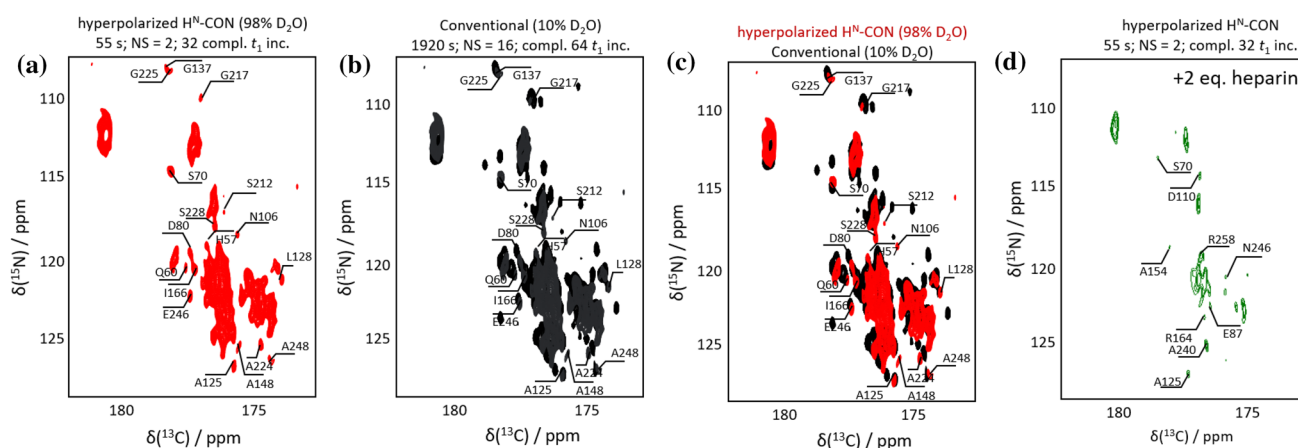 hyperpolarized Hᴺ-CON (98% D₂O)
55 s; NS = 2; 32 compl. t₁ inc.
(a)
G225
G137
G217
110
S70
115
S212
S228
N106
D80
H57
120
L128
Q60
I166
E246
125
A248
A224
A125
A148
180
175
δ(¹⁵N) / ppm
δ(¹³C) / ppm
Conventional (10% D₂O)
1920 s; NS = 16; compl. 64 t₁ inc.
(b)
G225
G137
G217
110
S70
115
S212
S228
N106
D80
H57
120
L128
Q60
I166
E246
125
A248
A224
A125
A148
180
175
δ(¹⁵N) / ppm
δ(¹³C) / ppm
hyperpolarized Hᴺ-CON (98% D₂O)
Conventional (10% D₂O)
(c)
G225
G137
G217
110
S70
115
S212
S228
N106
D80
H57
120
L128
Q60
I166
E246
125
A248
A224
A125
A148
180
175
δ(¹⁵N) / ppm
δ(¹³C) / ppm
hyperpolarized Hᴺ-CON
55 s; NS = 2; compl. 32 t₁ inc.
(d)
+2 eq. heparin
110
S70
115
D110
R258
N246
A154
120
R164
E87
A240
125
A125
180
175
δ(¹⁵N) / ppm
δ(¹³C) / ppm